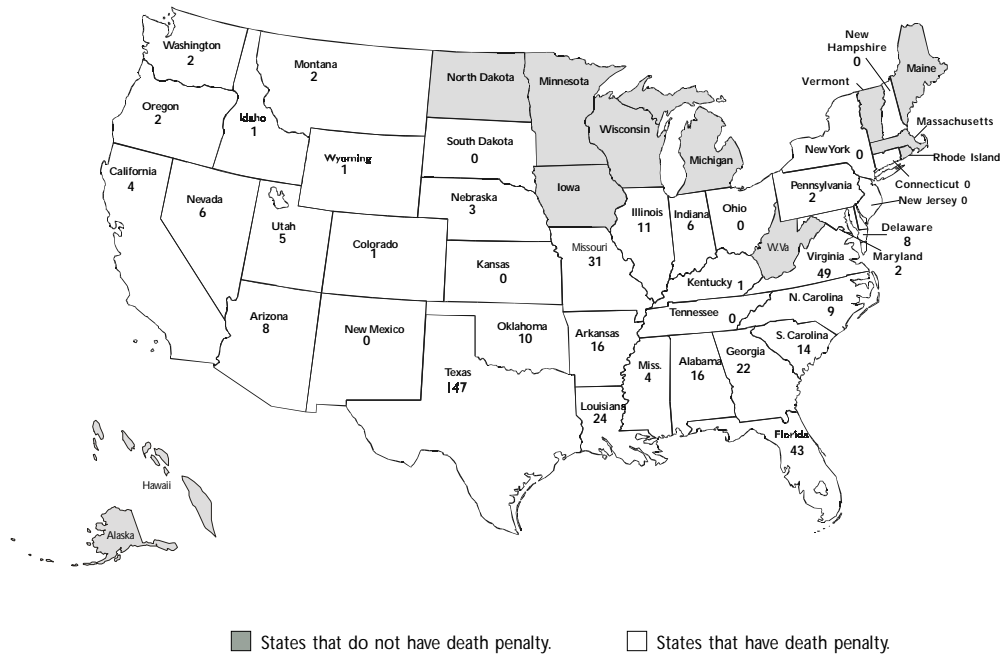 New
Hampshire
0
Washington
2
Montana
2
North Dakota
Minnesota
Vermont
Maine
Oregon
2
Idaho
1
Wisconsin
Massachusetts
South Dakota
0
Michigan
NewYork 0
Rhode Island
Wyoming
1
California
4
Iowa
Pennsylvania
2
Connecticut 0
New Jersey 0
Nevada
6
Nebraska
3
Illinois
11
Indiana
6
Ohio
0
Delaware
8
Utah
5
Colorado
1
Missouri
31
W.Va
Virginia
49
Maryland
2
Kansas
0
Kentucky 1
N. Carolina
9
Arizona
8
New Mexico
0
Oklahoma
10
Arkansas
16
Tennessee 0
S. Carolina
14
Texas
147
Miss.
4
Alabama
16
Georgia
22
Louisiana
24
Florida
43
Hawaii
Alaska
States that do not have death penalty.
States that have death penalty.